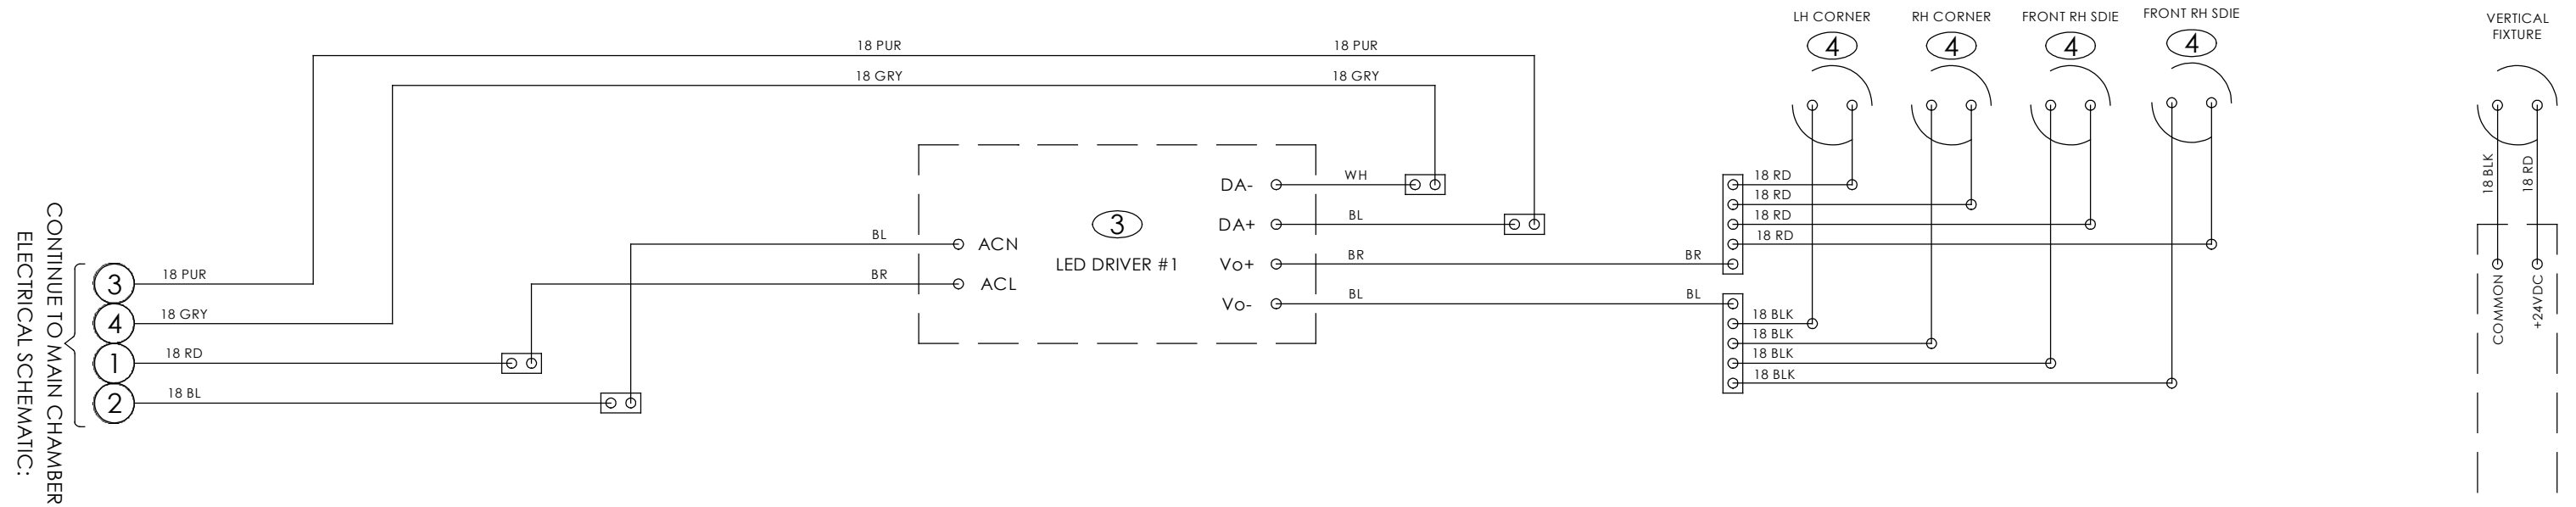 LH CORNER
RH CORNER
FRONT RH SDIE
FRONT RH SDIE
VERTICAL
FIXTURE
4
4
4
4
18 PUR
18 PUR
18 GRY
18 GRY
CONTINUE TO MAIN CHAMBER
ELECTRICAL SCHEMATIC:
3
18 PUR
4
18 GRY
1
18 RD
2
18 BL
BL
BR
ACN
ACL
3
LED DRIVER #1
DA-
DA+
Vo+
Vo-
WH
BL
BR
BR
BL
BL
18 RD
18 RD
18 RD
18 RD
18 BLK
18 BLK
18 BLK
18 BLK
18 BLK
18 RD
COMMON
+24VDC